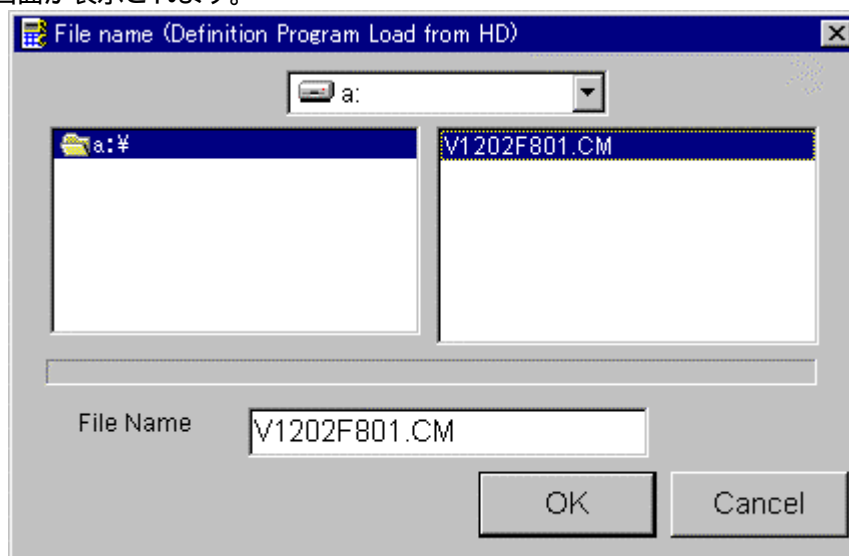 画面が表示されます。
File name (Definition Program Load from HD)
a:
a:¥
V1202F801.CM
File Name
V1202F801.CM
OK
Cancel